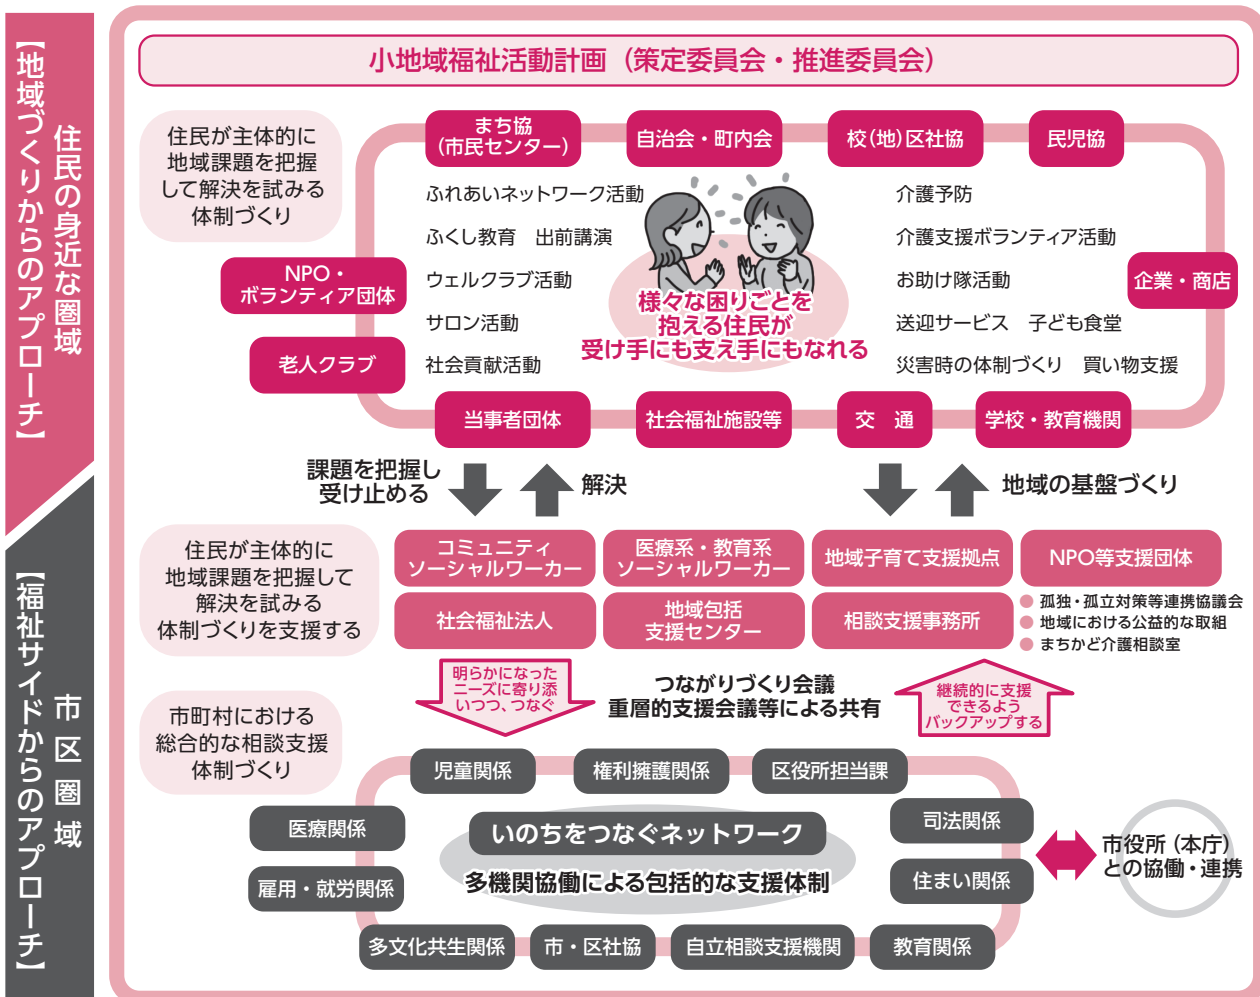 【地域づくりからのアプローチ】
住民の身近な圏域
【福祉サイドからのアプローチ】
市区圏域
小地域福祉活動計画（策定委員会・推進委員会）
住民が主体的に
地域課題を把握
して解決を試みる
体制づくり
まち協
(市民センター)
自治会・町内会
校(地)区社協
民児協
NPO・
ボランティア団体
老人クラブ
企業・商店
ふれあいネットワーク活動
ふくし教育　出前講演
ウェルクラブ活動
サロン活動
社会貢献活動
様々な困りごとを
抱える住民が
受け手にも支え手にもなれる
介護予防
介護支援ボランティア活動
お助け隊活動
送迎サービス　子ども食堂
災害時の体制づくり　買い物支援
当事者団体
社会福祉施設等
交　通
学校・教育機関
課題を把握し
受け止める
解決
地域の基盤づくり
住民が主体的に
地域課題を把握して
解決を試みる
体制づくりを支援する
コミュニティ
ソーシャルワーカー
医療系・教育系
ソーシャルワーカー
地域子育て支援拠点
NPO等支援団体
社会福祉法人
地域包括
支援センター
相談支援事務所
● 孤独・孤立対策等連携協議会
● 地域における公益的な取組
● まちかど介護相談室
明らかになった
ニーズに寄り添
いつつ、つなぐ
つながりづくり会議
重層的支援会議等による共有
継続的に支援
できるよう
バックアップする
市町村における
総合的な相談支援
体制づくり
児童関係
権利擁護関係
区役所担当課
医療関係
雇用・就労関係
いのちをつなぐネットワーク
多機関協働による包括的な支援体制
司法関係
住まい関係
市役所（本庁）
との協働・連携
多文化共生関係
市・区社協
自立相談支援機関
教育関係